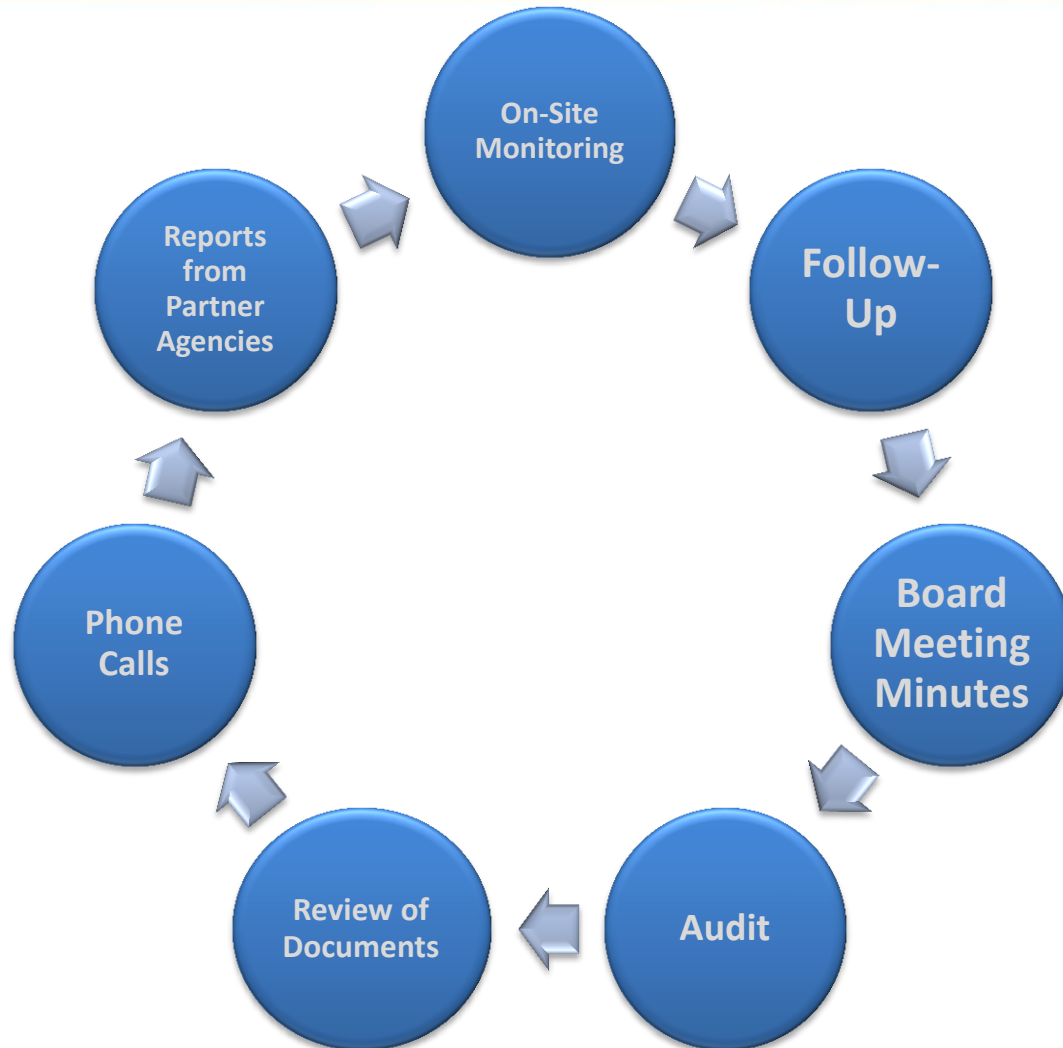 On-Site
Monitoring
Follow-
Up
Board
Meeting
Minutes
Audit
Review of
Documents
Phone
Calls
Reports
from
Partner
Agencies